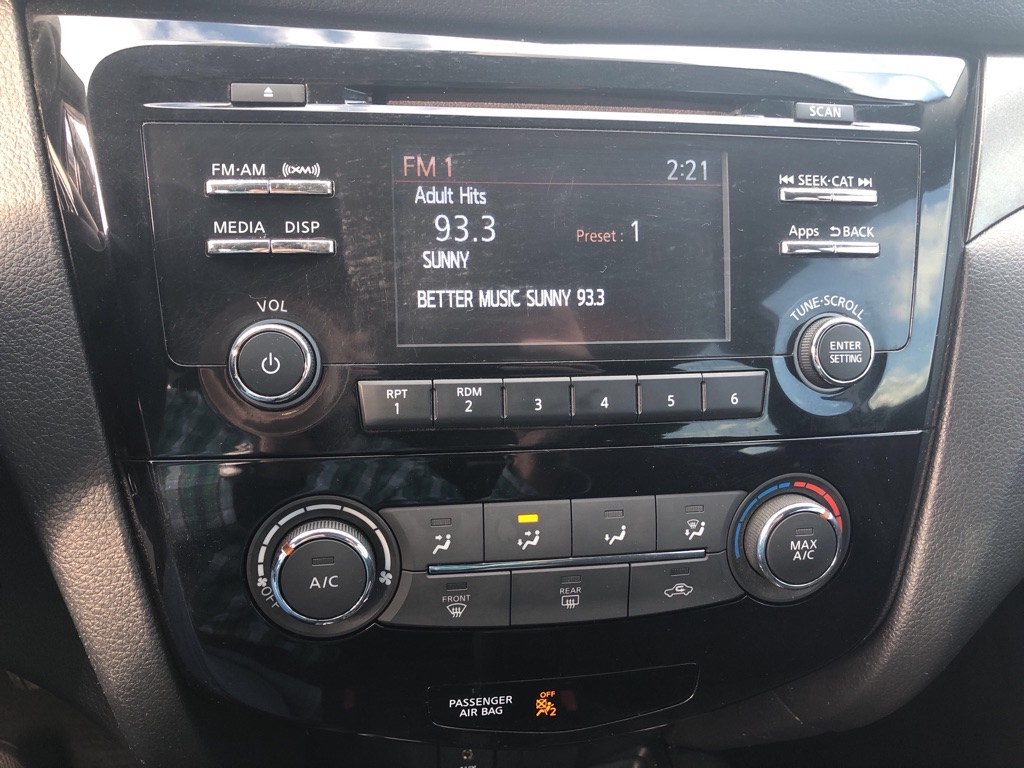 SCAN
FM·AM (((XM)))
SEEK·CAT
MEDIA DISP
Apps BACK
FM 1 2:21
Adult Hits
93.3 Preset : 1
SUNNY
BETTER MUSIC SUNNY 93.3
VOL
TUNE·SCROLL
ENTER
SETTING
RPT
1
RDM
2
3
4
5
6
OFF
A/C
MAX
A/C
FRONT
REAR
PASSENGER
AIR BAG
OFF
2